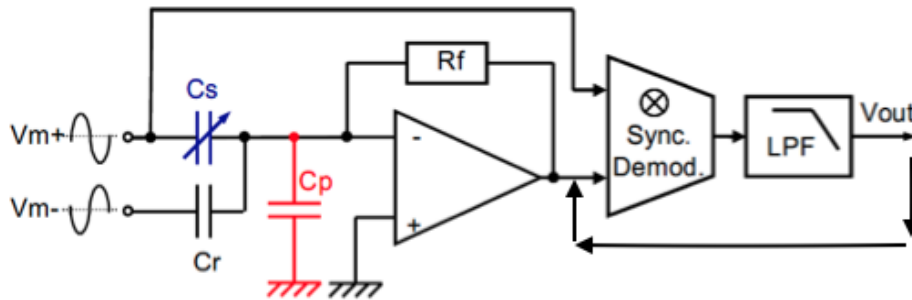 Rf
Cs
Vm+
Vm-
Cr
Cp
-
+
Sync.
Demod.
LPF
Vout